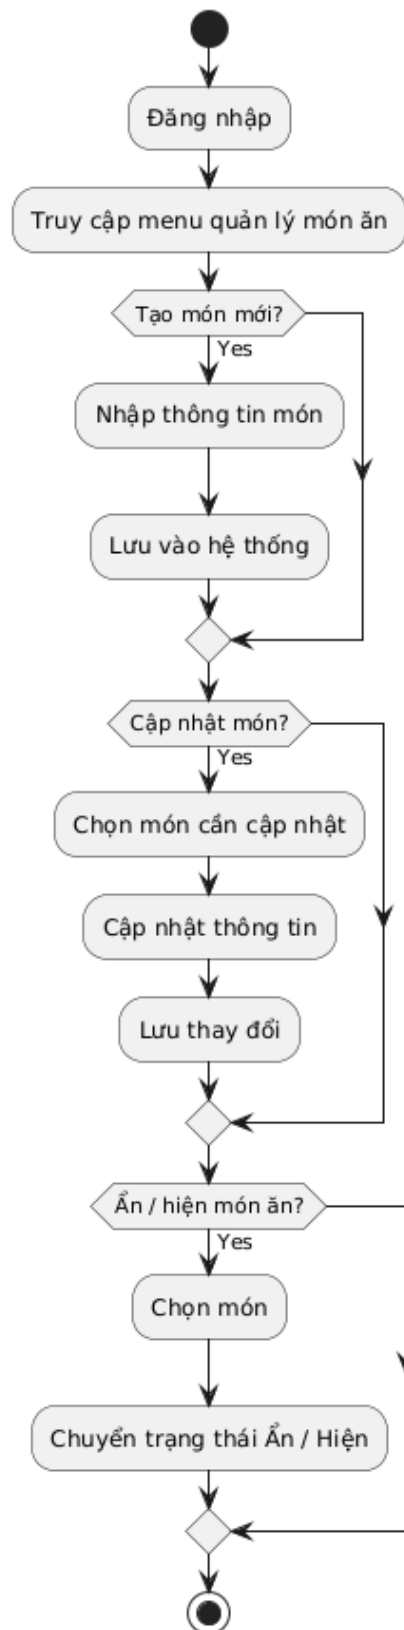 Đăng nhập
Truy cập menu quản lý món ăn
Tạo món mới?
Yes
Nhập thông tin món
Lưu vào hệ thống
Cập nhật món?
Yes
Chọn món cần cập nhật
Cập nhật thông tin
Lưu thay đổi
Ẩn / hiện món ăn?
Yes
Chọn món
Chuyển trạng thái Ẩn / Hiện